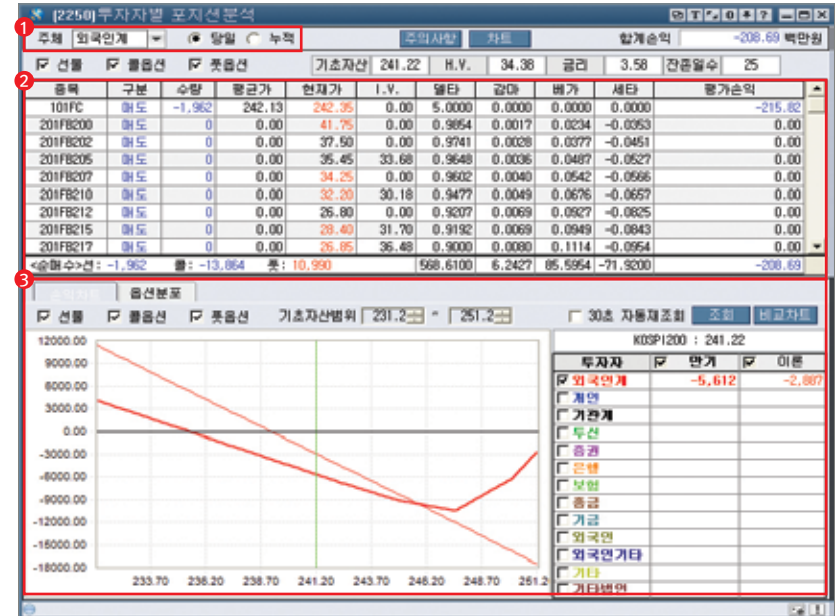 [2250]투자자별 포지션분석
1
주체 외국인계 당일 누적 주의사항 차트 합계손익 -208.69 백만원
선물 콜옵션 풋옵션 기초자산 241.22 H.V. 34.38 금리 3.58 잔존일수 25
2
종목 구분 수량 평균가 현재가 I.V. 델타 감마 베가 세타 평가손익
101FC 매도 -1,962 242.13 242.35 0.00 5.0000 0.0000 0.0000 0.0000 -215.82
201FB200 매도 0 0.00 41.75 0.00 0.9854 0.0017 0.0234 -0.0353 0.00
201FB202 매도 0 0.00 37.50 0.00 0.9741 0.0028 0.0377 -0.0451 0.00
201FB205 매도 0 0.00 35.45 33.68 0.9648 0.0036 0.0487 -0.0527 0.00
201FB207 매도 0 0.00 34.25 0.00 0.9602 0.0040 0.0542 -0.0566 0.00
201FB210 매도 0 0.00 32.20 30.18 0.9477 0.0049 0.0676 -0.0657 0.00
201FB212 매도 0 0.00 26.80 0.00 0.9207 0.0069 0.0927 -0.0825 0.00
201FB215 매도 0 0.00 28.40 31.70 0.9192 0.0069 0.0949 -0.0843 0.00
201FB217 매도 0 0.00 26.85 36.48 0.9000 0.0080 0.1114 -0.0954 0.00
<순매수>선: -1,962 콜: -13,864 풋: 10,990 568.6100 6.2427 85.5954 -71.9200 -208.69
3
손익차트 옵션분포
선물 콜옵션 풋옵션 기초자산범위 231.2 ~ 251.2 30초 자동재조회 조회 비교차트
KOSPI200 : 241.22
투자자 만기 이론
외국인계 -5,612 -2,887
개인
기관계
투신
증권
은행
보험
종금
기금
외국인
외국인기타
기타
기타법인
12000.00
9000.00
6000.00
3000.00
0.00
-3000.00
-6000.00
-9000.00
-12000.00
-15000.00
-18000.00
233.70 236.20 238.70 241.20 243.70 246.20 248.70 251.2